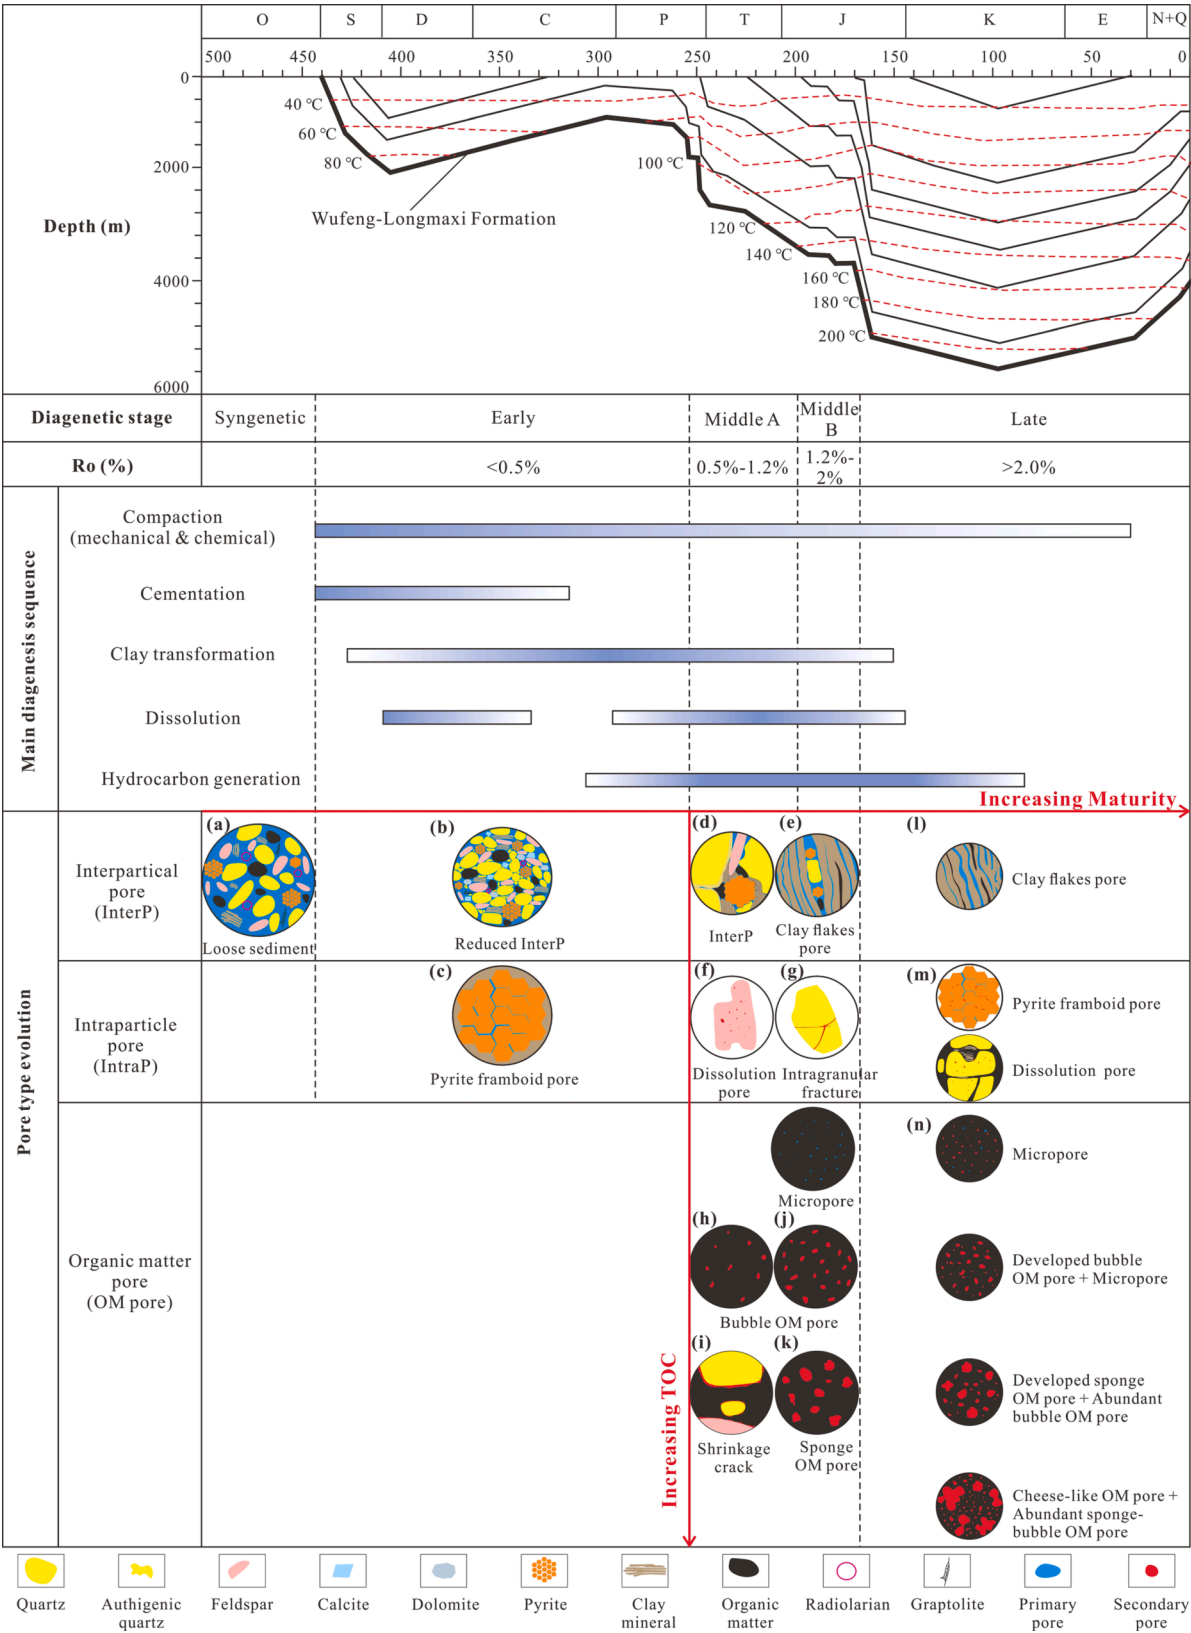 O S D C P T J K E N+Q
500 450 400 350 300 250 200 150 100 50 0
0
40 ℃
60 ℃
80 ℃
100 ℃
2000
Wufeng-Longmaxi Formation
Depth (m)
120 ℃
140 ℃
160 ℃
4000
180 ℃
200 ℃
6000
Diagenetic stage Syngenetic Early Middle A Middle B Late
Ro (%) <0.5% 0.5%-1.2% 1.2%-2% >2.0%
Main diagenesis sequence
Compaction
(mechanical & chemical)
Cementation
Clay transformation
Dissolution
Hydrocarbon generation
Increasing Maturity
Pore type evolution
Interpartical
pore
(InterP)
(a)
Loose sediment
(b)
Reduced InterP
(d)
InterP
(e)
Clay flakes
pore
(l)
Clay flakes pore
Intraparticle
pore
(IntraP)
(c)
Pyrite framboid pore
(f)
Dissolution
pore
(g)
Intragranular
fracture
(m)
Pyrite framboid pore
Dissolution pore
Organic matter
pore
(OM pore)
Increasing TOC
Micropore
(h) (j)
Bubble OM pore
(i)
Shrinkage
crack
(k)
Sponge
OM pore
(n)
Micropore
Developed bubble
OM pore + Micropore
Developed sponge
OM pore + Abundant
bubble OM pore
Cheese-like OM pore +
Abundant sponge-
bubble OM pore
Quartz
Authigenic
quartz
Feldspar
Calcite
Dolomite
Pyrite
Clay
mineral
Organic
matter
Radiolarian
Graptolite
Primary
pore
Secondary
pore